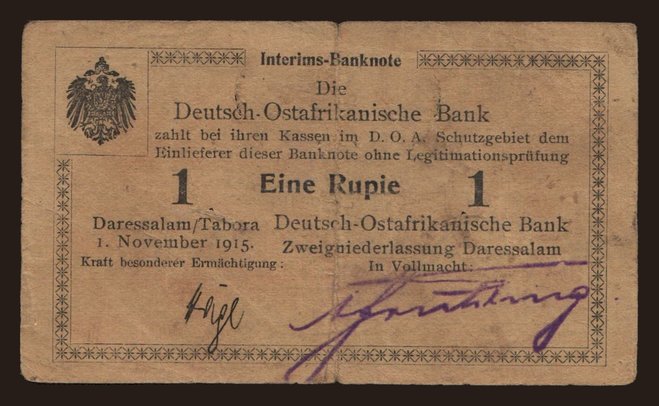 Interims-Banknote
Die
Deutsch-Ostafrikanische Bank
zahlt bei ihren Kassen im D. O. A. Schutzgebiet dem
Einlieferer dieser Banknote ohne Legitimationsprüfung
1 Eine Rupie 1
Daressalam/Tabora
1. November 1915.
Kraft besonderer Ermächtigung:
Deutsch-Ostafrikanische Bank
Zweigniederlassung Daressalam
In Vollmacht: